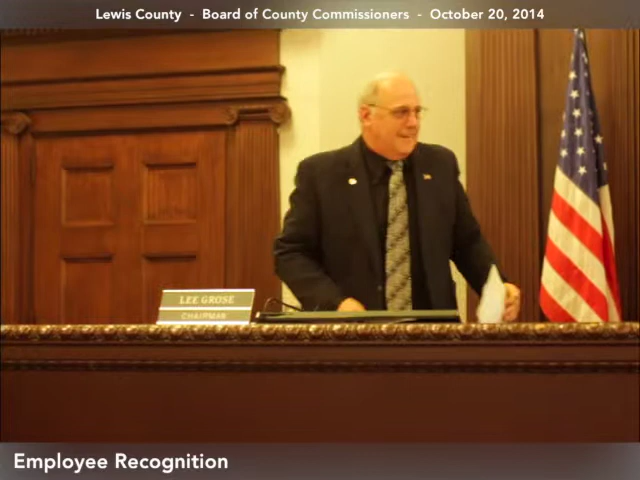 Lewis County - Board of County Commissioners - October 20, 2014
LEE GROSE
CHAIRMAN
Employee Recognition